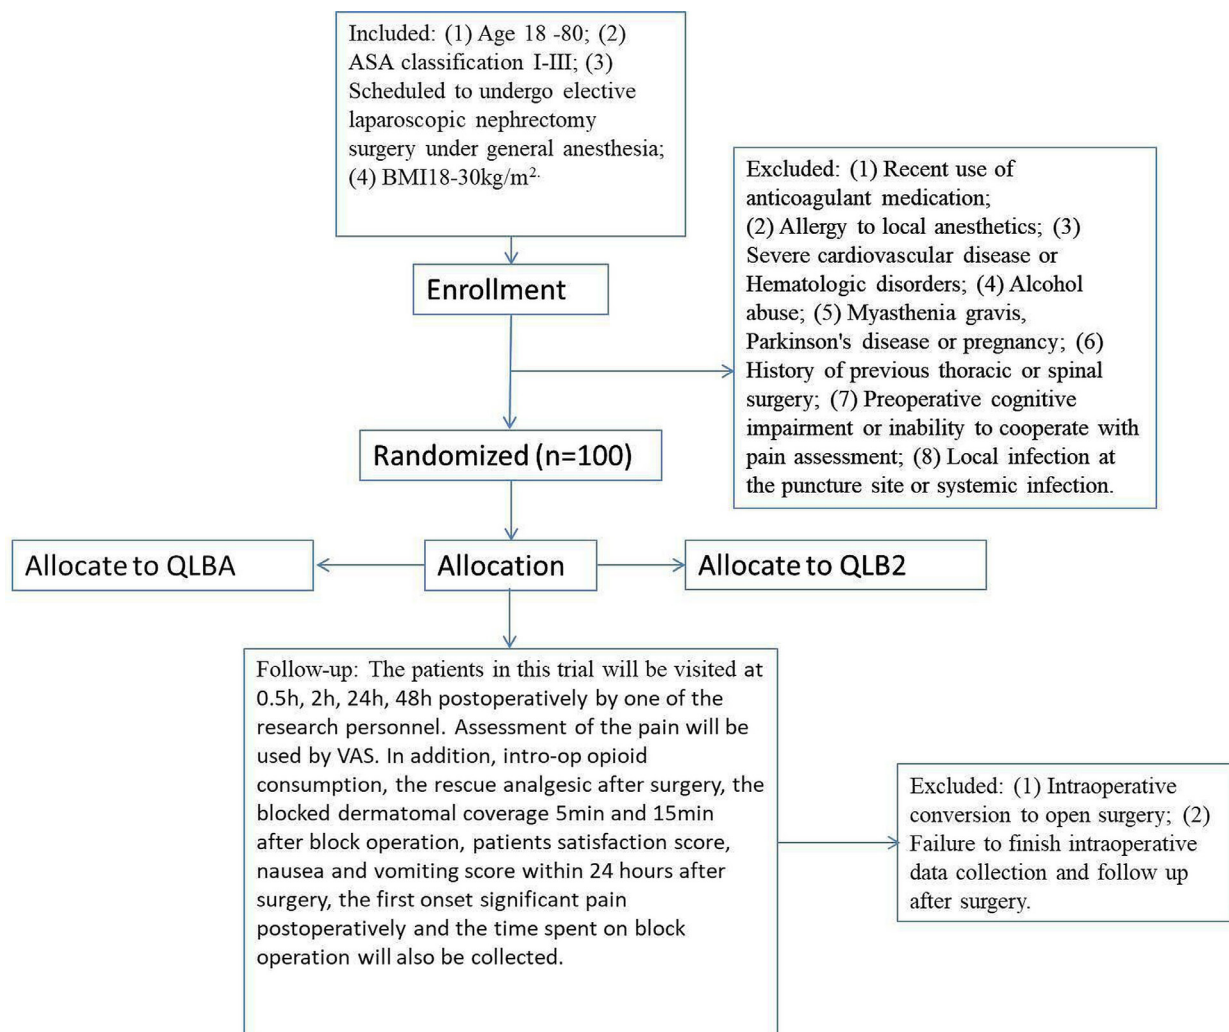 Included: (1) Age 18 -80; (2)
ASA classification I-III; (3)
Scheduled to undergo elective
laparoscopic nephrectomy
surgery under general anesthesia;
(4) BMI18-30kg/m².
Enrollment
Excluded: (1) Recent use of
anticoagulant medication;
(2) Allergy to local anesthetics; (3)
Severe cardiovascular disease or
Hematologic disorders; (4) Alcohol
abuse; (5) Myasthenia gravis,
Parkinson's disease or pregnancy; (6)
History of previous thoracic or spinal
surgery; (7) Preoperative cognitive
impairment or inability to cooperate with
pain assessment; (8) Local infection at
the puncture site or systemic infection.
Randomized (n=100)
Allocate to QLBA
Allocation
Allocate to QLB2
Follow-up: The patients in this trial will be visited at
0.5h, 2h, 24h, 48h postoperatively by one of the
research personnel. Assessment of the pain will be
used by VAS. In addition, intro-op opioid
consumption, the rescue analgesic after surgery, the
blocked dermatomal coverage 5min and 15min
after block operation, patients satisfaction score,
nausea and vomiting score within 24 hours after
surgery, the first onset significant pain
postoperatively and the time spent on block
operation will also be collected.
Excluded: (1) Intraoperative
conversion to open surgery; (2)
Failure to finish intraoperative
data collection and follow up
after surgery.